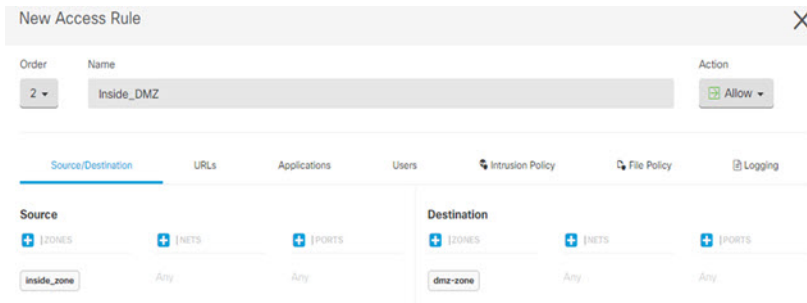 New Access Rule
Order Name Action
2 Inside_DMZ Allow
Source/Destination URLs Applications Users Intrusion Policy File Policy Logging
Source Destination
ZONES NETS PORTS ZONES NETS PORTS
inside_zone Any Any dmz-zone Any Any